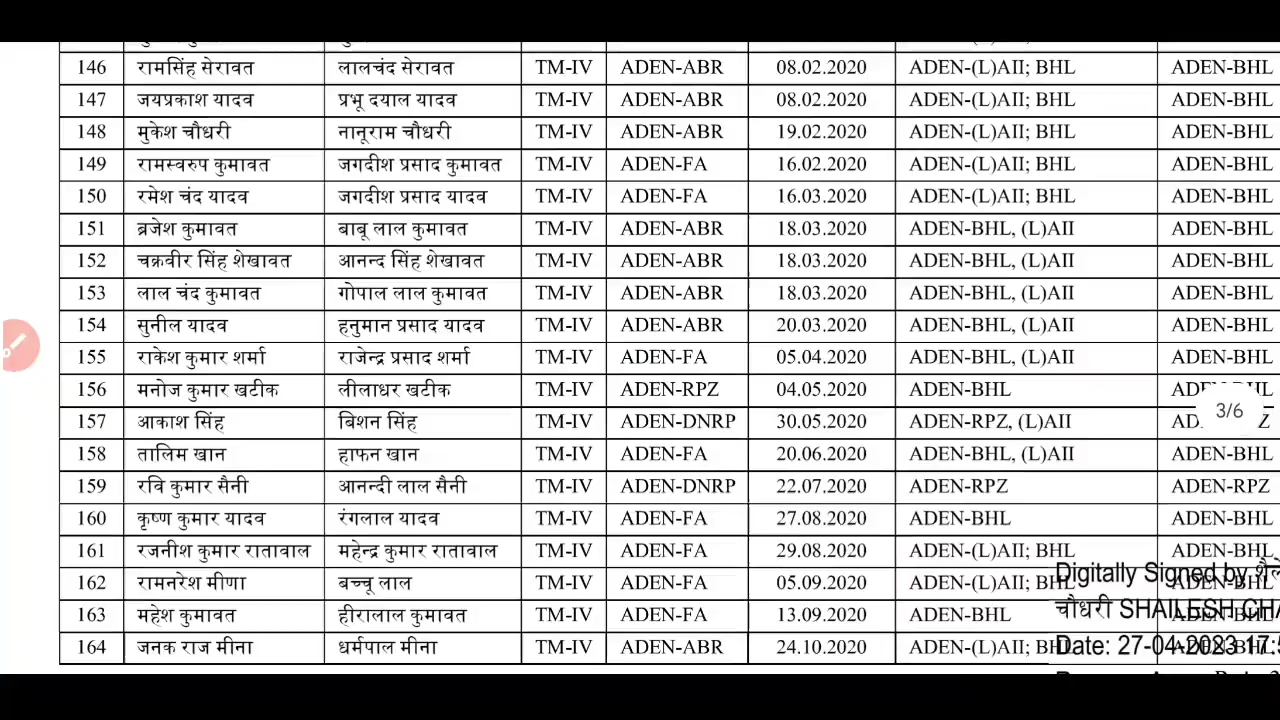 146 रामसिंह सेरावत लालचंद सेरावत TM-IV ADEN-ABR 08.02.2020 ADEN-(L)AII; BHL ADEN-BHL
147 जयप्रकाश यादव प्रभू दयाल यादव TM-IV ADEN-ABR 08.02.2020 ADEN-(L)AII; BHL ADEN-BHL
148 मुकेश चौधरी नानूराम चौधरी TM-IV ADEN-ABR 19.02.2020 ADEN-(L)AII; BHL ADEN-BHL
149 रामस्वरुप कुमावत जगदीश प्रसाद कुमावत TM-IV ADEN-FA 16.02.2020 ADEN-(L)AII; BHL ADEN-BHL
150 रमेश चंद यादव जगदीश प्रसाद यादव TM-IV ADEN-FA 16.03.2020 ADEN-(L)AII; BHL ADEN-BHL
151 ब्रजेश कुमावत बाबू लाल कुमावत TM-IV ADEN-ABR 18.03.2020 ADEN-BHL, (L)AII ADEN-BHL
152 चक्रवीर सिंह शेखावत आनन्द सिंह शेखावत TM-IV ADEN-ABR 18.03.2020 ADEN-BHL, (L)AII ADEN-BHL
153 लाल चंद कुमावत गोपाल लाल कुमावत TM-IV ADEN-ABR 18.03.2020 ADEN-BHL, (L)AII ADEN-BHL
154 सुनील यादव हनुमान प्रसाद यादव TM-IV ADEN-ABR 20.03.2020 ADEN-BHL, (L)AII ADEN-BHL
155 राकेश कुमार शर्मा राजेन्द्र प्रसाद शर्मा TM-IV ADEN-FA 05.04.2020 ADEN-BHL, (L)AII ADEN-BHL
156 मनोज कुमार खटीक लीलाधर खटीक TM-IV ADEN-RPZ 04.05.2020 ADEN-BHL
3/6
157 आकाश सिंह बिशन सिंह TM-IV ADEN-DNRP 30.05.2020 ADEN-RPZ, (L)AII
158 तालिम खान हाफन खान TM-IV ADEN-FA 20.06.2020 ADEN-BHL, (L)AII ADEN-BHL
159 रवि कुमार सैनी आनन्दी लाल सैनी TM-IV ADEN-DNRP 22.07.2020 ADEN-RPZ ADEN-RPZ
160 कृष्ण कुमार यादव रंगलाल यादव TM-IV ADEN-FA 27.08.2020 ADEN-BHL ADEN-BHL
161 रजनीश कुमार रातावाल महेन्द्र कुमार रातावाल TM-IV ADEN-FA 29.08.2020 ADEN-(L)AII; BHL ADEN-BHL
162 रामनरेश मीणा बच्चू लाल TM-IV ADEN-FA 05.09.2020 ADEN-(L)AII; BHL ADEN-BHL
Digitally Signed by
163 महेश कुमावत हीरालाल कुमावत TM-IV ADEN-FA 13.09.2020 ADEN-BHL ADEN-BHL
चौधरी SHAILESH
164 जनक राज मीना धर्मपाल मीना TM-IV ADEN-ABR 24.10.2020 ADEN-(L)AII; BHL ADEN-BHL
Date: 27-04-2023